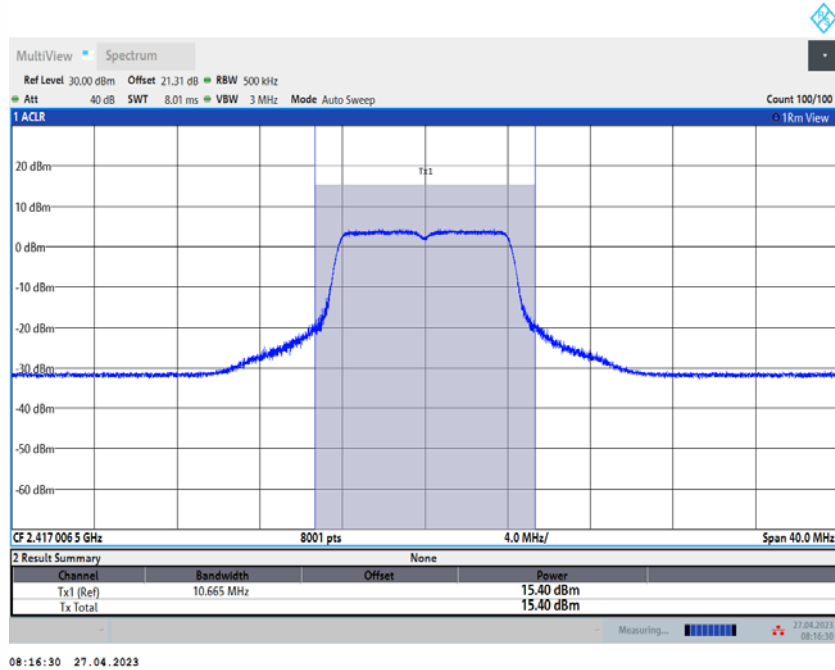 R&S
MultiView Spectrum
Ref Level 30.00 dBm Offset 21.31 dB RBW 500 kHz
Att 40 dB SWT 8.01 ms VBW 3 MHz Mode Auto Sweep Count 100/100
1 ACLR 1Rm View
Tx1
20 dBm
10 dBm
0 dBm
-10 dBm
-20 dBm
-30 dBm
-40 dBm
-50 dBm
-60 dBm
CF 2.417 006 5 GHz 8001 pts 4.0 MHz/ Span 40.0 MHz
2 Result Summary None
Channel Bandwidth Offset Power
Tx1 (Ref) 10.665 MHz 15.40 dBm
Tx Total 15.40 dBm
Measuring... 27.04.2023
08:16:30
08:16:30 27.04.2023